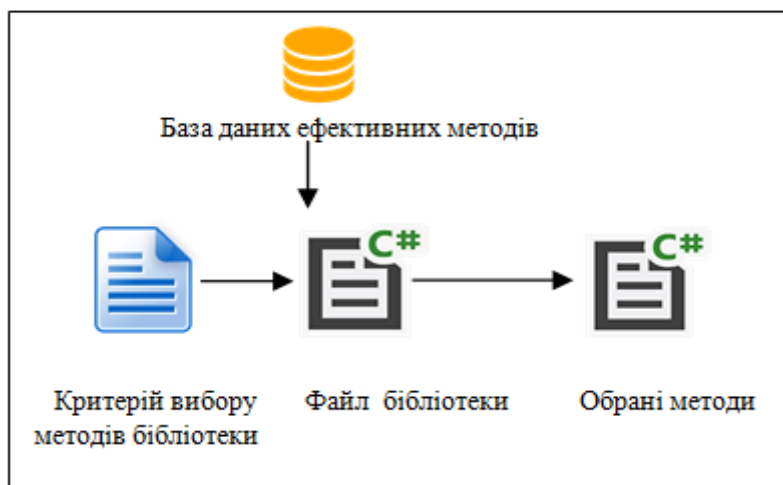 База даних ефективних методів
C#
C#
Критерій вибору
методів бібліотеки
Файл бібліотеки
Обрані методи